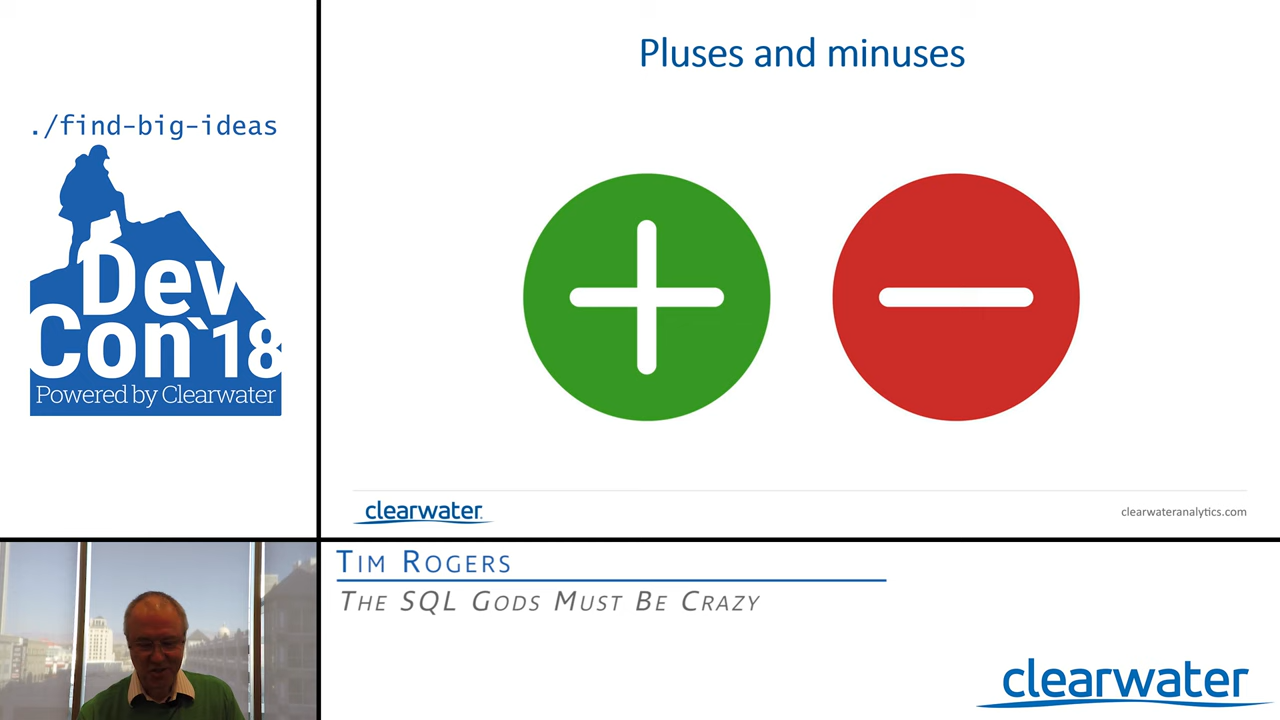 ./find-big-ideas
Dev
Con`18
Powered by Clearwater
Pluses and minuses
clearwater
clearwateranalytics.com
Tim Rogers
The SQL Gods Must Be Crazy
clearwater